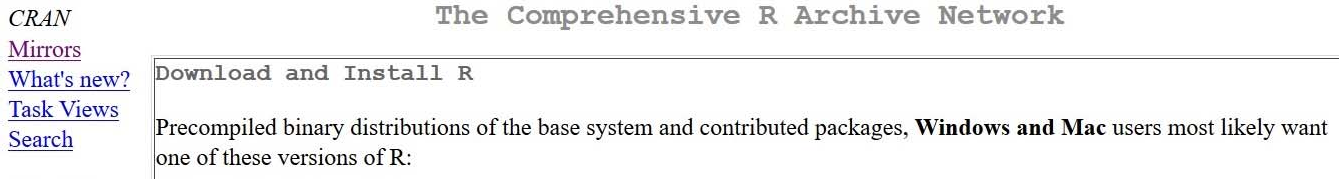 CRAN
Mirrors
What's new?
Task Views
Search
The Comprehensive R Archive Network
Download and Install R
Precompiled binary distributions of the base system and contributed packages, Windows and Mac users most likely want
one of these versions of R: